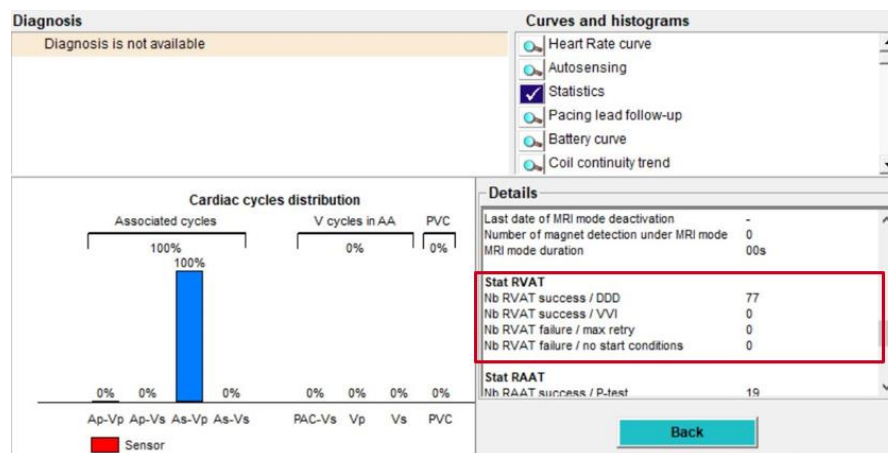 Diagnosis
Diagnosis is not available
Curves and histograms
Heart Rate curve
Autosensing
Statistics
Pacing lead follow-up
Battery curve
Coil continuity trend
Cardiac cycles distribution
Associated cycles V cycles in AA PVC
100% 0% 0%
100%
0% 0% 0% 0% 0% 0% 0%
Ap-Vp Ap-Vs As-Vp As-Vs PAC-Vs Vp Vs PVC
Sensor
Details
Last date of MRI mode deactivation -
Number of magnet detection under MRI mode 0
MRI mode duration 00s
Stat RVAT
Nb RVAT success / DDD 77
Nb RVAT success / VVI 0
Nb RVAT failure / max retry 0
Nb RVAT failure / no start conditions 0
Stat RAAT
Nb RAAT success / P-test 19
Back